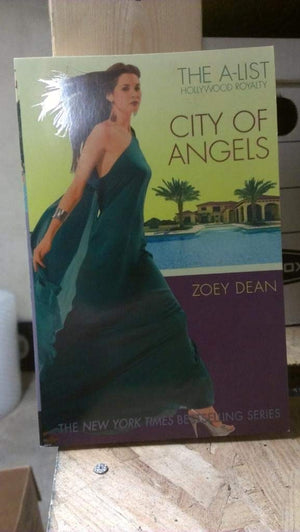 THE A-LIST
HOLLYWOOD ROYALTY
CITY OF
ANGELS
ZOEY DEAN
THE NEW YORK TIMES BESTSELLING SERIES